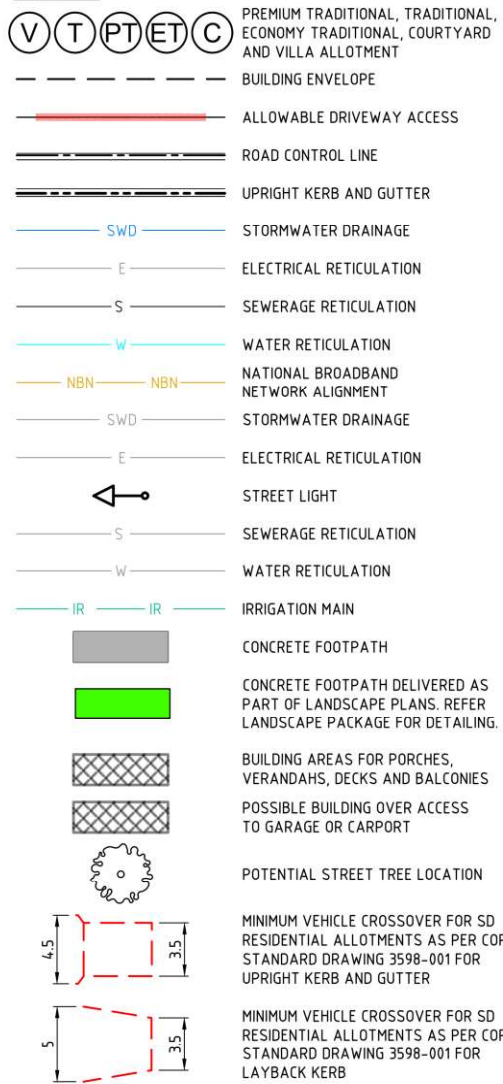 V T PT ET C
PREMIUM TRADITIONAL, TRADITIONAL,
ECONOMY TRADITIONAL, COURTYARD
AND VILLA ALLOTMENT
BUILDING ENVELOPE
ALLOWABLE DRIVEWAY ACCESS
ROAD CONTROL LINE
UPRIGHT KERB AND GUTTER
SWD STORMWATER DRAINAGE
E ELECTRICAL RETICULATION
S SEWERAGE RETICULATION
W WATER RETICULATION
NBN NBN NATIONAL BROADBAND
NETWORK ALIGNMENT
SWD STORMWATER DRAINAGE
E ELECTRICAL RETICULATION
STREET LIGHT
S SEWERAGE RETICULATION
W WATER RETICULATION
IR IR IRRIGATION MAIN
CONCRETE FOOTPATH
CONCRETE FOOTPATH DELIVERED AS
PART OF LANDSCAPE PLANS. REFER
LANDSCAPE PACKAGE FOR DETAILING.
BUILDING AREAS FOR PORCHES,
VERANDAHS, DECKS AND BALCONIES
POSSIBLE BUILDING OVER ACCESS
TO GARAGE OR CARPORT
POTENTIAL STREET TREE LOCATION
4.5 3.5
MINIMUM VEHICLE CROSSOVER FOR SD
RESIDENTIAL ALLOTMENTS AS PER COP
STANDARD DRAWING 3598-001 FOR
UPRIGHT KERB AND GUTTER
5 3.5
MINIMUM VEHICLE CROSSOVER FOR SD
RESIDENTIAL ALLOTMENTS AS PER COP
STANDARD DRAWING 3598-001 FOR
LAYBACK KERB